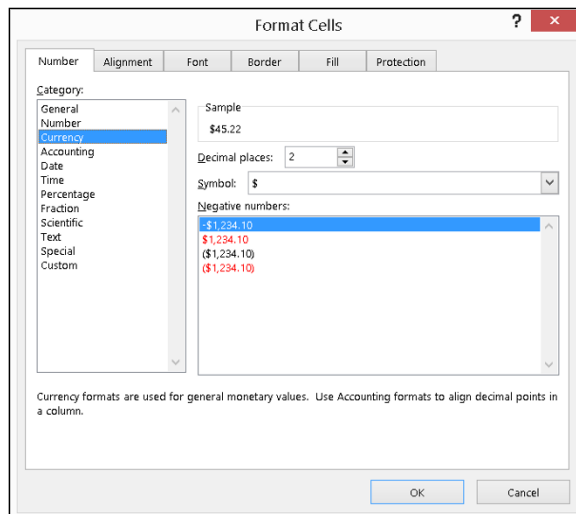 Format Cells
?
Number
Alignment
Font
Border
Fill
Protection
Category:
General
Number
Currency
Accounting
Date
Time
Percentage
Fraction
Scientific
Text
Special
Custom
Sample
$45.22
Decimal places: 2
Symbol: $
Negative numbers:
-$1,234.10
$1,234.10
($1,234.10)
($1,234.10)
Currency formats are used for general monetary values.  Use Accounting formats to align decimal points in
a column.
OK
Cancel